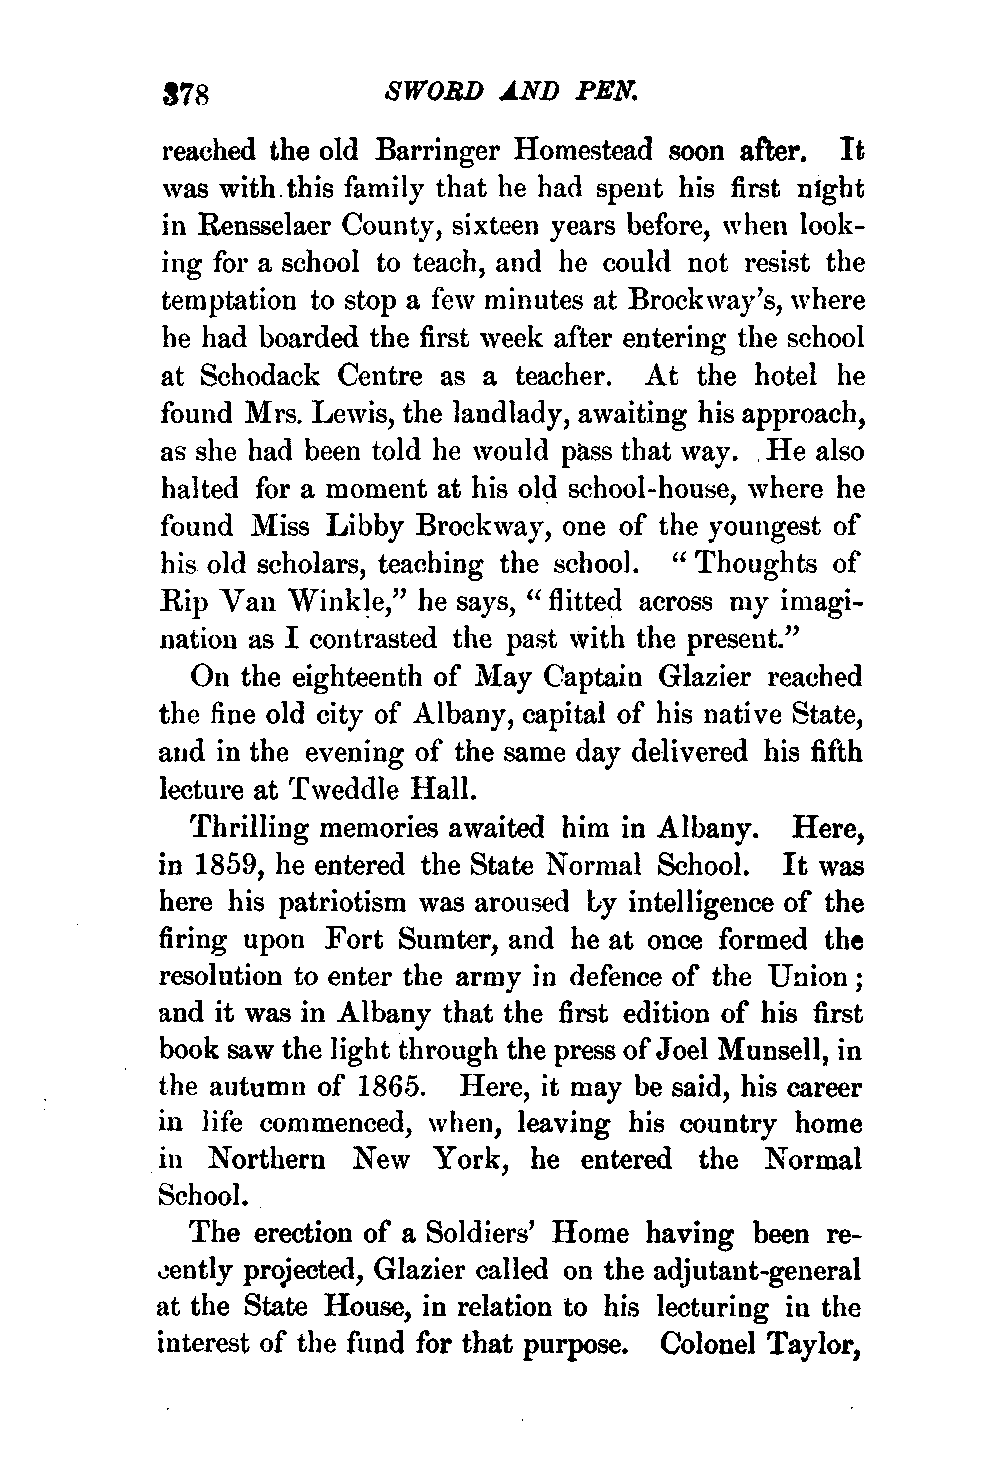 378 SWORD AND PEN.
reached the old Barringer Homestead soon after. It
was with this family that he had spent his first night
in Rensselaer County, sixteen years before, when look-
ing for a school to teach, and he could not resist the
temptation to stop a few minutes at Brockway's, where
he had boarded the first week after entering the school
at Schodack Centre as a teacher. At the hotel he
found Mrs. Lewis, the landlady, awaiting his approach,
as she had been told he would pass that way. He also
halted for a moment at his old school-house, where he
found Miss Libby Brockway, one of the youngest of
his old scholars, teaching the school. "Thoughts of
Rip Van Winkle," he says, "flitted across my imagi-
nation as I contrasted the past with the present."
On the eighteenth of May Captain Glazier reached
the fine old city of Albany, capital of his native State,
and in the evening of the same day delivered his fifth
lecture at Tweddle Hall.
Thrilling memories awaited him in Albany. Here,
in 1859, he entered the State Normal School. It was
here his patriotism was aroused by intelligence of the
firing upon Fort Sumter, and he at once formed the
resolution to enter the army in defence of the Union;
and it was in Albany that the first edition of his first
book saw the light through the press of Joel Munsell, in
the autumn of 1865. Here, it may be said, his career
in life commenced, when, leaving his country home
in Northern New York, he entered the Normal
School.
The erection of a Soldiers' Home having been re-
cently projected, Glazier called on the adjutant-general
at the State House, in relation to his lecturing in the
interest of the fund for that purpose. Colonel Taylor,